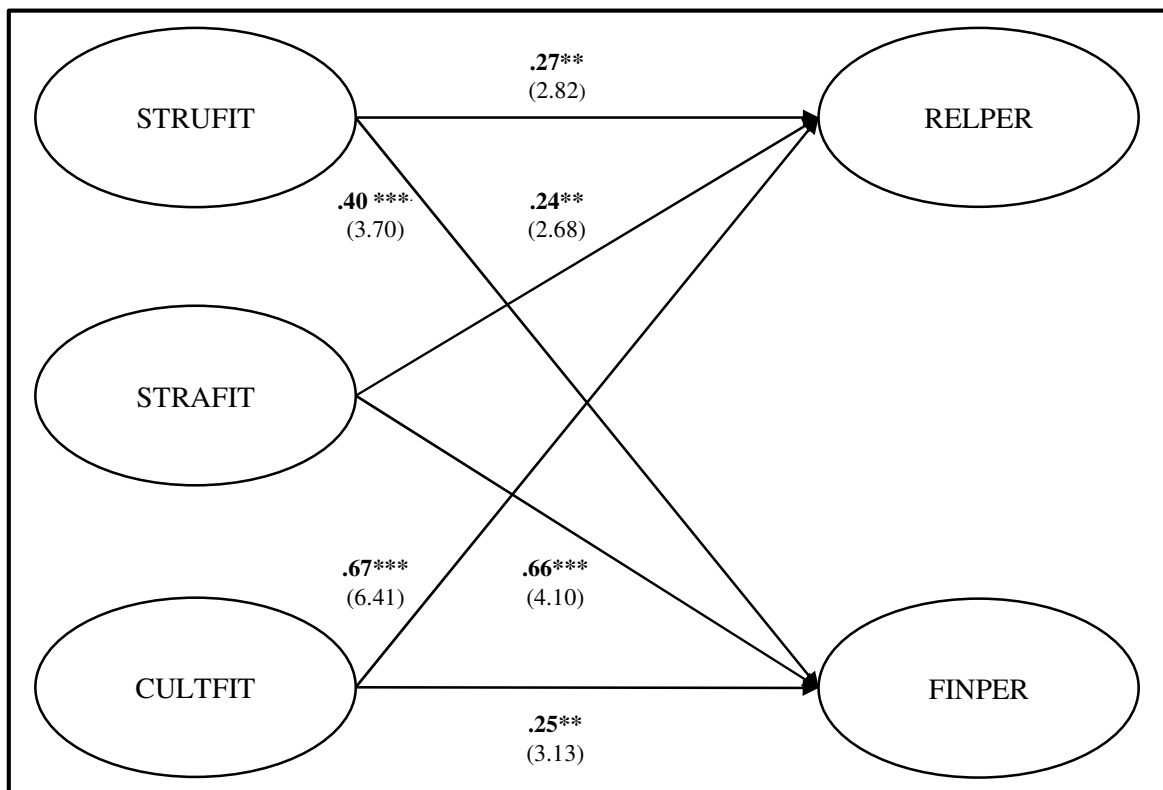 .27**
(2.82)
STRUFIT
RELPER
.40 ***
(3.70)
.24**
(2.68)
STRAFIT
.67***
(6.41)
.66***
(4.10)
CULTFIT
FINPER
.25**
(3.13)